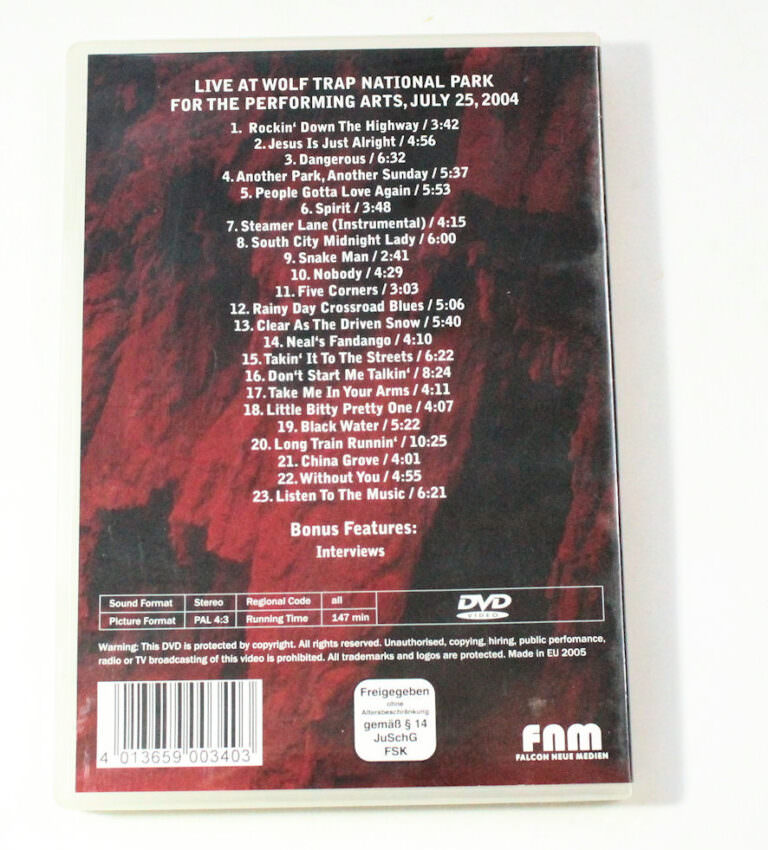 LIVE AT WOLF TRAP NATIONAL PARK
FOR THE PERFORMING ARTS, JULY 25, 2004
1. Rockin' Down The Highway / 3:42
2. Jesus Is Just Alright / 4:56
3. Dangerous / 6:32
4. Another Park, Another Sunday / 5:37
5. People Gotta Love Again / 5:53
6. Spirit / 3:48
7. Steamer Lane (Instrumental) / 4:15
8. South City Midnight Lady / 6:00
9. Snake Man / 2:41
10. Nobody / 4:29
11. Five Corners / 3:03
12. Rainy Day Crossroad Blues / 5:06
13. Clear As The Driven Snow / 5:40
14. Neal's Fandango / 4:10
15. Takin' It To The Streets / 6:22
16. Don't Start Me Talkin' / 8:24
17. Take Me In Your Arms / 4:11
18. Little Bitty Pretty One / 4:07
19. Black Water / 5:22
20. Long Train Runnin' / 10:25
21. China Grove / 4:01
22. Without You / 4:55
23. Listen To The Music / 6:21
Bonus Features:
Interviews
Sound Format Stereo Regional Code all
Picture Format PAL 4:3 Running Time 147 min
DVD
VIDEO
Warning: This DVD is protected by copyright. All rights reserved. Unauthorised, copying, hiring, public perfomance,
radio or TV broadcasting of this video is prohibited. All trademarks and logos are protected. Made in EU 2005
4 013659 003403
Freigegeben
ohne
Altersbeschränkung
gemäß § 14
JuSchG
FSK
FNM
FALCON NEUE MEDIEN